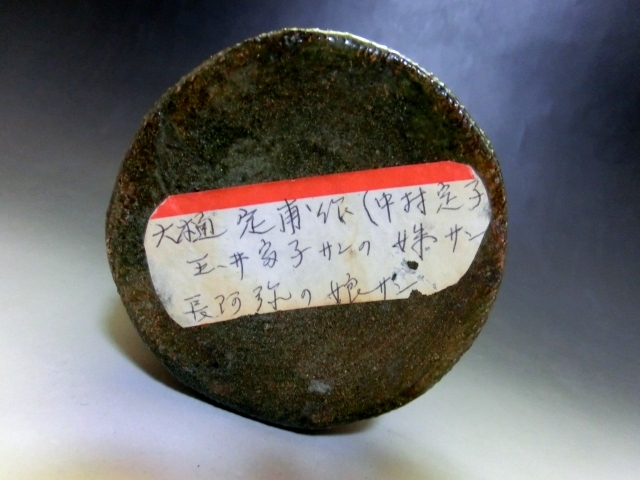 大樋 定甫作(中村定子
玉井富子サンの 妹サン
長阿弥の娘サン